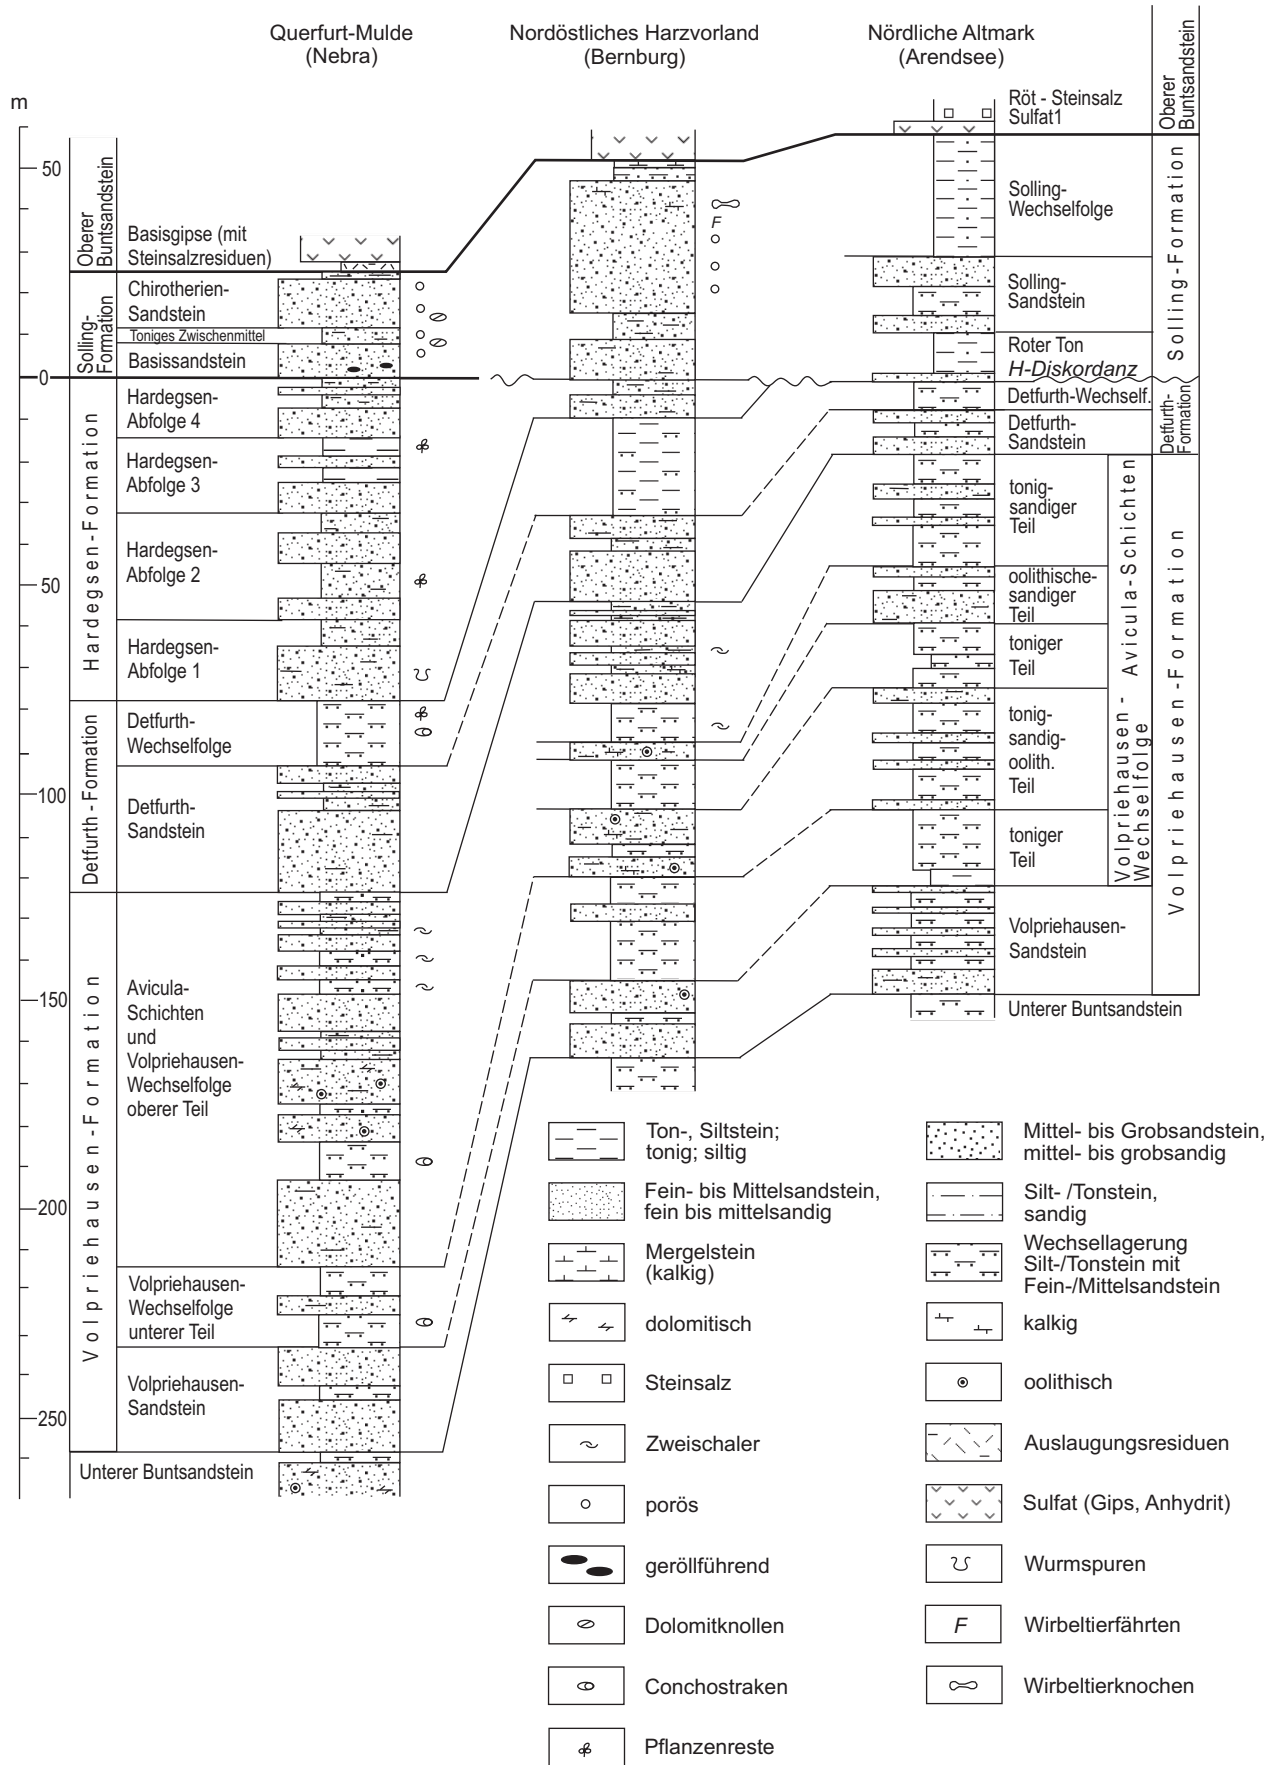 Querfurt-Mulde
(Nebra)
Nordöstliches Harzvorland
(Bernburg)
Nördliche Altmark
(Arendsee)
m
50
0
50
100
150
200
250
Oberer
Buntsandstein
Solling-
Formation
Hardegsen-Formation
Detfurth-Formation
Volpriehausen-Formation
Basisgipse (mit
Steinsalzresiduen)
Chirotherien-
Sandstein
Toniges Zwischenmittel
Basissandstein
Hardegsen-
Abfolge 4
Hardegsen-
Abfolge 3
Hardegsen-
Abfolge 2
Hardegsen-
Abfolge 1
Detfurth-
Wechselfolge
Detfurth-
Sandstein
Avicula-
Schichten
und
Volpriehausen-
Wechselfolge
oberer Teil
Volpriehausen-
Wechselfolge
unterer Teil
Volpriehausen-
Sandstein
Unterer Buntsandstein
F
Röt - Steinsalz
Sulfat1
Solling-
Wechselfolge
Solling-
Sandstein
Roter Ton
H-Diskordanz
Detfurth-Wechself.
Detfurth-
Sandstein
tonig-
sandiger
Teil
oolithische-
sandiger
Teil
toniger
Teil
tonig-
sandig-
oolith.
Teil
toniger
Teil
Volpriehausen-
Sandstein
Unterer Buntsandstein
Volpriehausen - Avicula-Schichten
Wechselfolge
Oberer
Buntsandstein
Solling-Formation
Detfurth-
Formation
Volpriehausen-Formation
Ton-, Siltstein;
tonig; siltig
Fein- bis Mittelsandstein,
fein bis mittelsandig
Mergelstein
(kalkig)
dolomitisch
Steinsalz
Zweischaler
porös
geröllführend
Dolomitknollen
Conchostraken
Pflanzenreste
Mittel- bis Grobsandstein,
mittel- bis grobsandig
Silt- /Tonstein,
sandig
Wechsellagerung
Silt-/Tonstein mit
Fein-/Mittelsandstein
kalkig
oolithisch
Auslaugungsresiduen
Sulfat (Gips, Anhydrit)
Wurmspuren
F
Wirbeltierfährten
Wirbeltierknochen